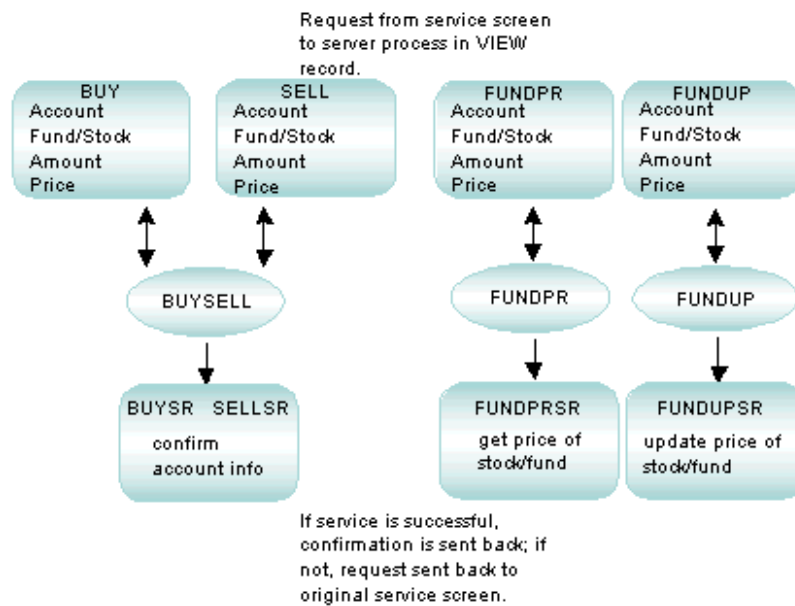 Request from service screen
to server process in VIEW
record.
BUY
Account
Fund/Stock
Amount
Price
SELL
Account
Fund/Stock
Amount
Price
FUNDPR
Account
Fund/Stock
Amount
Price
FUNDUP
Account
Fund/Stock
Amount
Price
BUYSELL
FUNDPR
FUNDUP
BUYSR SELLSR
confirm
account info
FUNDPRSR
get price of
stock/fund
FUNDUPSR
update price of
stock/fund
If service is successful,
confirmation is sent back; if
not, request sent back to
original service screen.